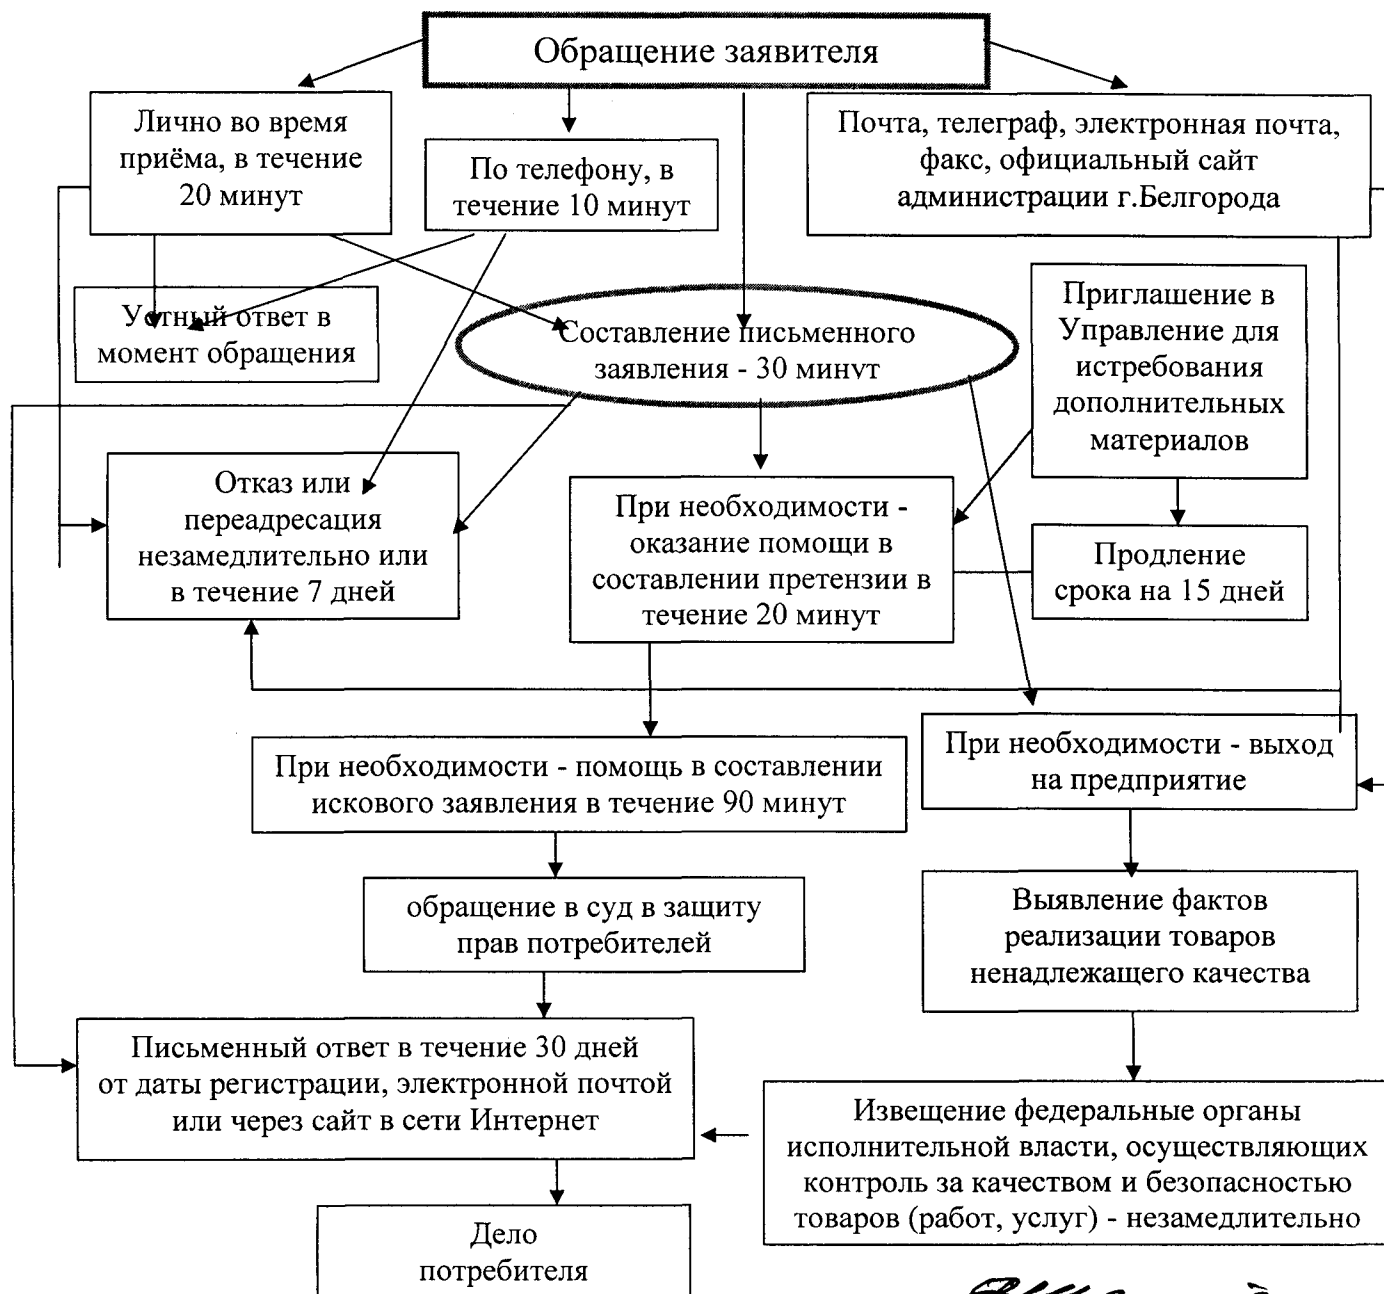 Обращение заявителя
Лично во время
приёма, в течение
20 минут
По телефону, в
течение 10 минут
Почта, телеграф, электронная почта,
факс, официальный сайт
администрации г.Белгорода
Устный ответ в
момент обращения
Составление письменного
заявления - 30 минут
Приглашение в
Управление для
истребования
дополнительных
материалов
Отказ или
переадресация
незамедлительно или
в течение 7 дней
При необходимости -
оказание помощи в
составлении претензии в
течение 20 минут
Продление
срока на 15 дней
При необходимости - помощь в составлении
искового заявления в течение 90 минут
При необходимости - выход
на предприятие
обращение в суд в защиту
прав потребителей
Выявление фактов
реализации товаров
ненадлежащего качества
Письменный ответ в течение 30 дней
от даты регистрации, электронной почтой
или через сайт в сети Интернет
Извещение федеральные органы
исполнительной власти, осуществляющих
контроль за качеством и безопасностью
товаров (работ, услуг) - незамедлительно
Дело
потребителя